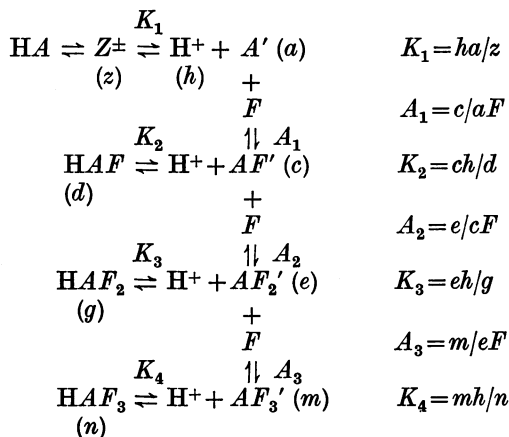 K₁
HA ⇌ Z± ⇌ H⁺ + A′ (a) K₁=ha/z
(z) (h) +
F A₁=c/aF
K₂ ⥮ A₁
HAF ⇌ H⁺+AF′ (c) K₂=ch/d
(d) +
F A₂=e/cF
K₃ ⥮ A₂
HAF₂ ⇌ H⁺+AF₂′ (e) K₃=eh/g
(g) +
F A₃=m/eF
K₄ ⥮ A₃
HAF₃ ⇌ H⁺+AF₃′ (m) K₄=mh/n
(n)